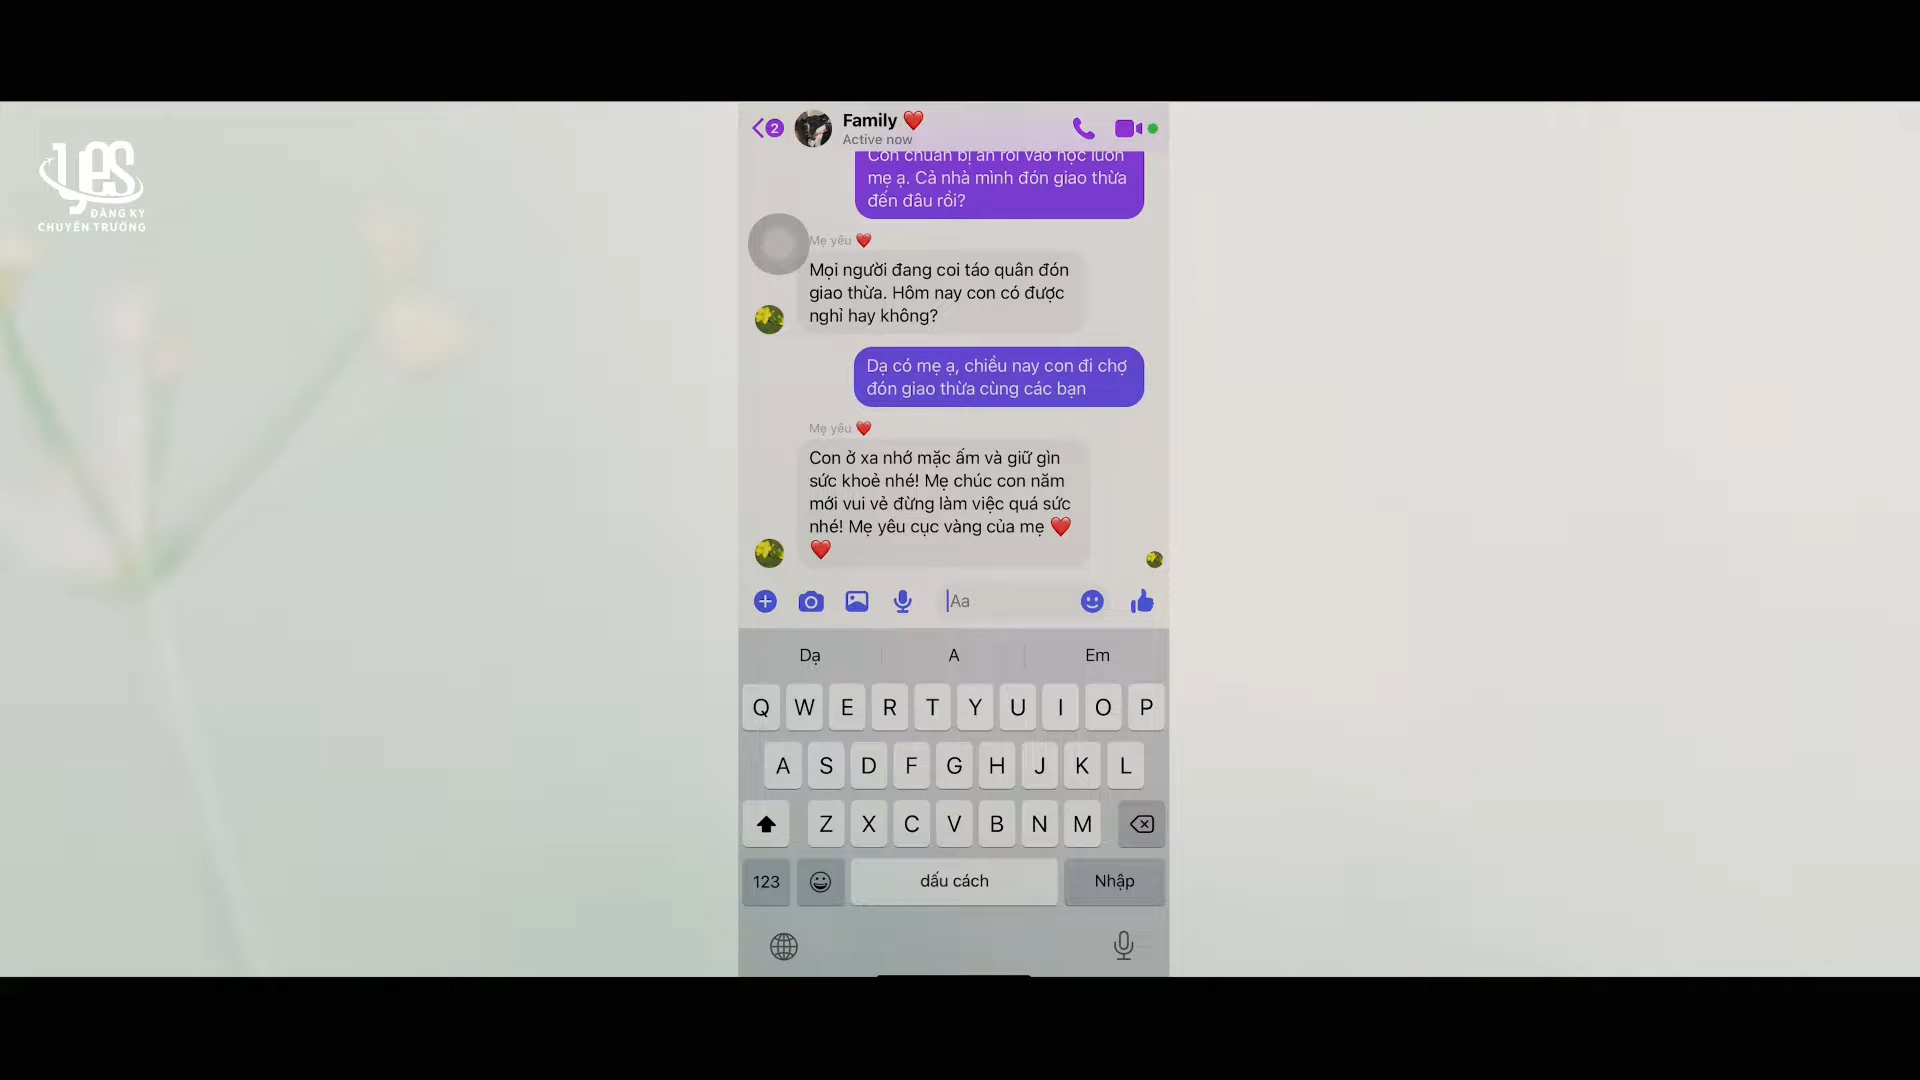 yes
ĐĂNG KÝ
CHUYỂN TRƯỜNG
2
Family ❤️
Active now
Con chuẩn bị ăn rồi vào học luôn
mẹ ạ. Cả nhà mình đón giao thừa
đến đâu rồi?
Mẹ yêu ❤️
Mọi người đang coi táo quân đón
giao thừa. Hôm nay con có được
nghỉ hay không?
Dạ có mẹ ạ, chiều nay con đi chợ
đón giao thừa cùng các bạn
Mẹ yêu ❤️
Con ở xa nhớ mặc ấm và giữ gìn
sức khoẻ nhé! Mẹ chúc con năm
mới vui vẻ đừng làm việc quá sức
nhé! Mẹ yêu cục vàng của mẹ ❤️
❤️
Aa
Dạ A Em
Q W E R T Y U I O P
A S D F G H J K L
Z X C V B N M
123 dấu cách Nhập